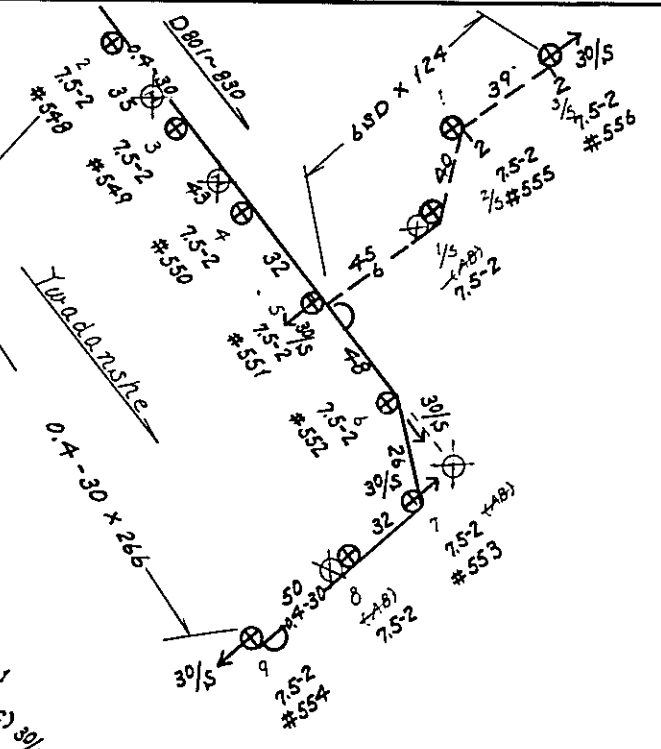 D801~830
6SD × 124
30/S
39
2
3/S
7.5-2
#556
1
2
7.5-2
2/S #555
40
1/S
(AB)
7.5-2
45
6
2
7.5-2
#548
0.4-30
35
3
7.5-2
#549
43
4
7.5-2
#550
32
5
30/S
7.5-2
#551
48
6
7.5-2
#552
30/S
26
30/S
7
7.5-2 (AB)
#553
32
8
(AB)
7.5-2
50
0.4-30
9
7.5-2
#554
30/S
Ywadanshe
0.4-30 × 266
) 30/